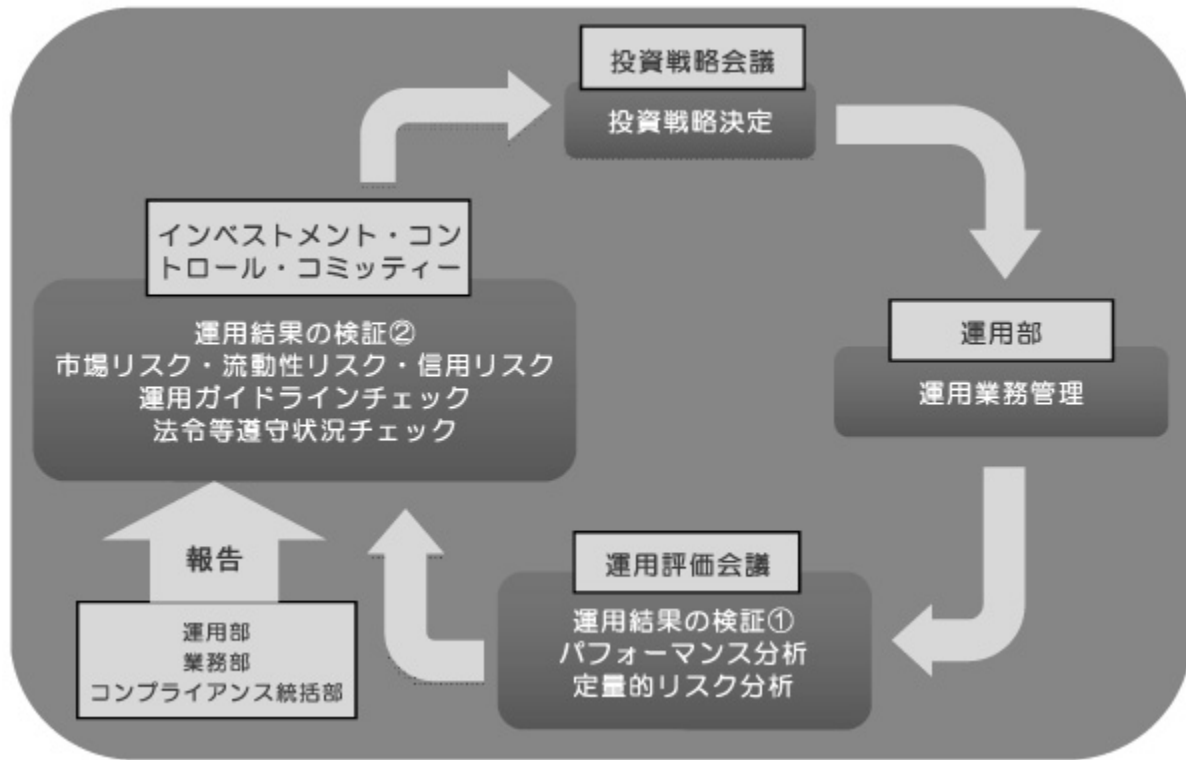 投資戦略会議
投資戦略決定
運用部
運用業務管理
運用評価会議
運用結果の検証①
パフォーマンス分析
定量的リスク分析
インベストメント・コン
トロール・コミッティー
運用結果の検証②
市場リスク・流動性リスク・信用リスク
運用ガイドラインチェック
法令等遵守状況チェック
報告
運用部
業務部
コンプライアンス統括部